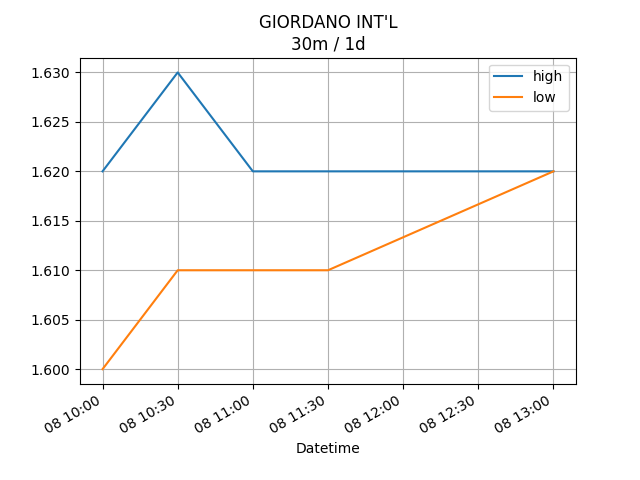 GIORDANO INT'L
30m / 1d
high
low
1.630
1.625
1.620
1.615
1.610
1.605
1.600
08 10:00
08 10:30
08 11:00
08 11:30
08 12:00
08 12:30
08 13:00
Datetime